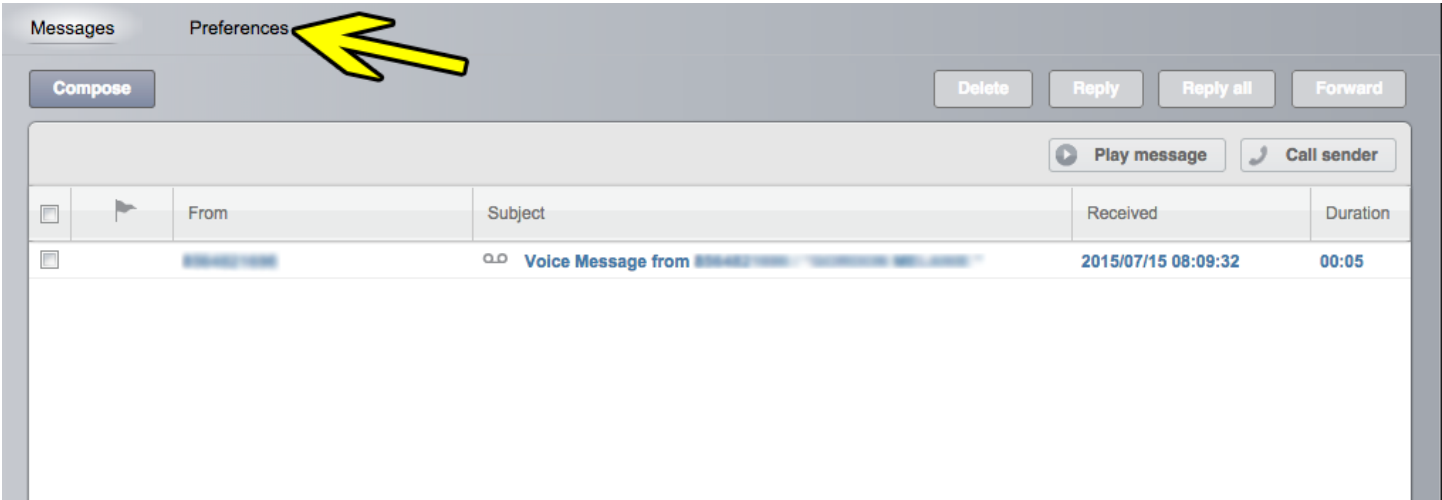 Messages Preferences
Compose Delete Reply Reply all Forward
Play message Call sender
From Subject Received Duration
Voice Message from 2015/07/15 08:09:32 00:05